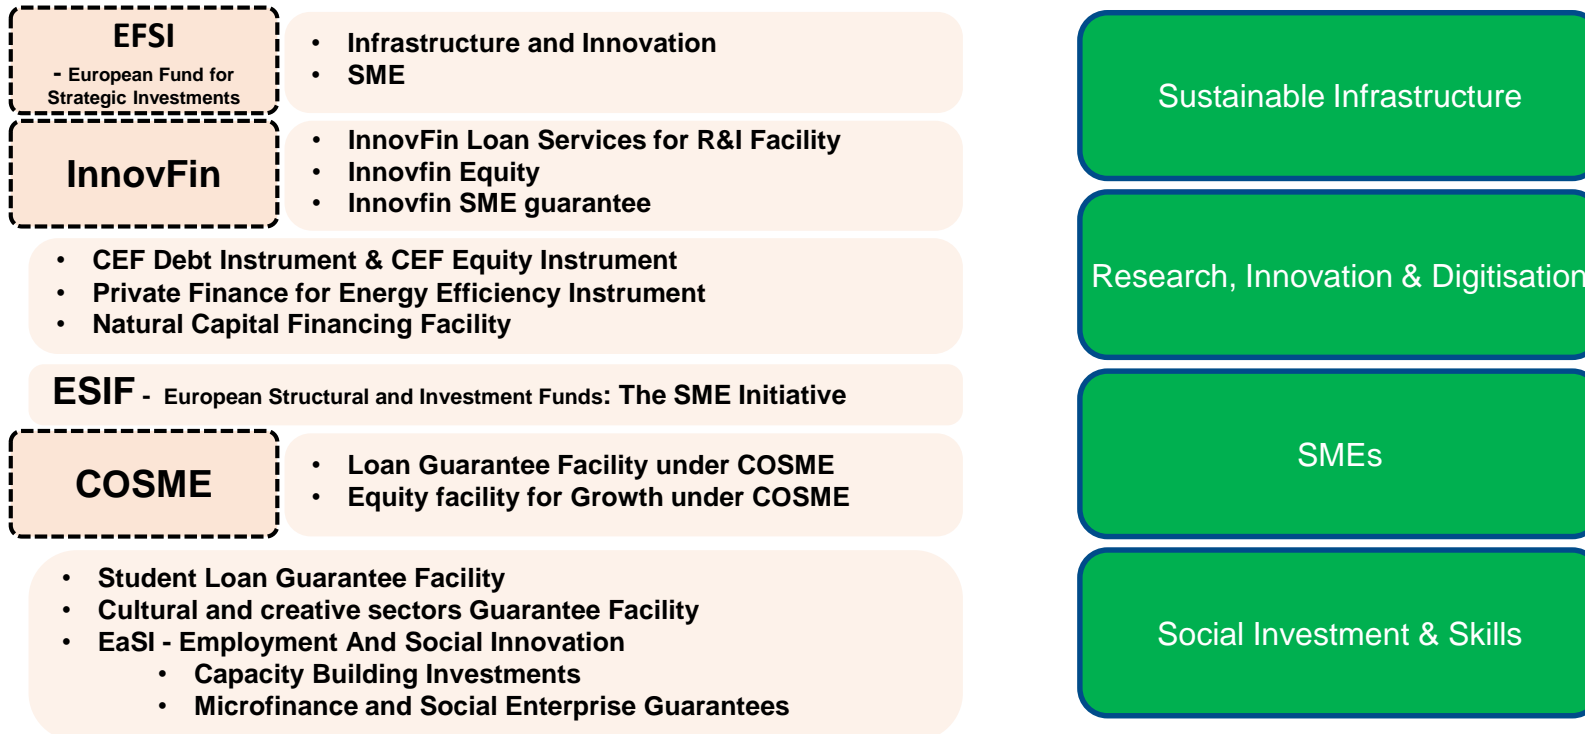 EFSI
- European Fund for
Strategic Investments
• Infrastructure and Innovation
• SME
InnovFin
• InnovFin Loan Services for R&I Facility
• Innovfin Equity
• Innovfin SME guarantee
• CEF Debt Instrument & CEF Equity Instrument
• Private Finance for Energy Efficiency Instrument
• Natural Capital Financing Facility
ESIF - European Structural and Investment Funds: The SME Initiative
COSME
• Loan Guarantee Facility under COSME
• Equity facility for Growth under COSME
• Student Loan Guarantee Facility
• Cultural and creative sectors Guarantee Facility
• EaSI - Employment And Social Innovation
• Capacity Building Investments
• Microfinance and Social Enterprise Guarantees
Sustainable Infrastructure
Research, Innovation & Digitisation
SMEs
Social Investment & Skills